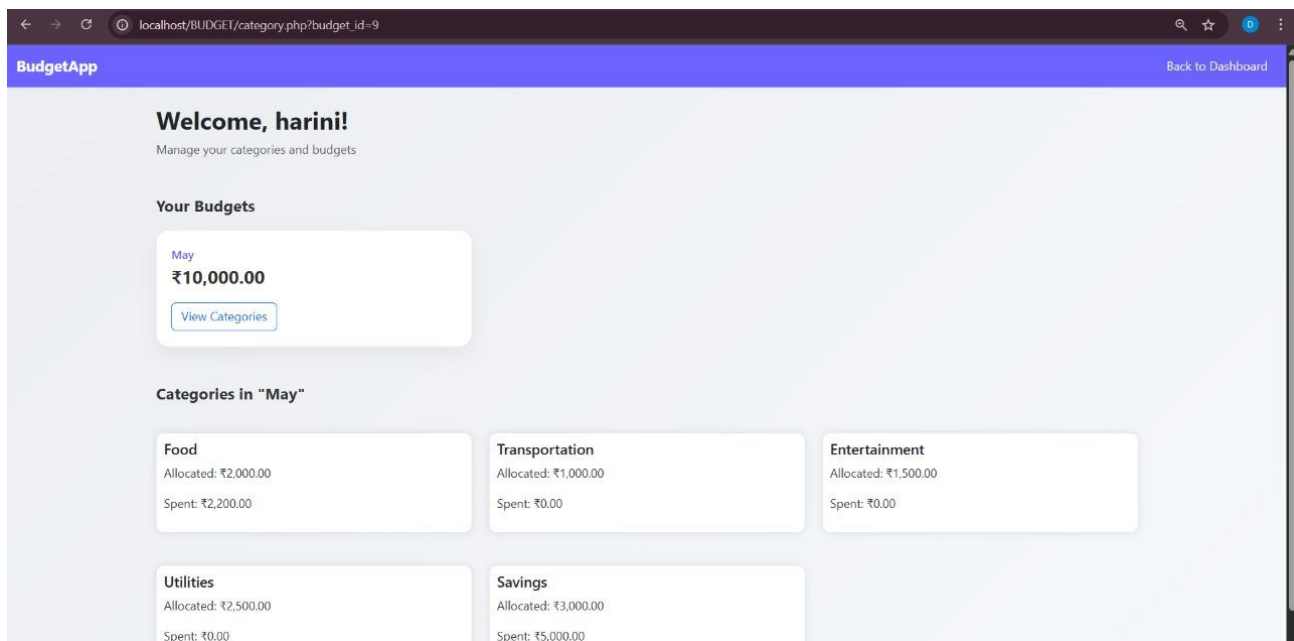 localhost/BUDGET/category.php?budget_id=9
D
BudgetApp
Back to Dashboard
Welcome, harini!
Manage your categories and budgets
Your Budgets
May
₹10,000.00
View Categories
Categories in "May"
Food
Allocated: ₹2,000.00
Spent: ₹2,200.00
Transportation
Allocated: ₹1,000.00
Spent: ₹0.00
Entertainment
Allocated: ₹1,500.00
Spent: ₹0.00
Utilities
Allocated: ₹2,500.00
Spent: ₹0.00
Savings
Allocated: ₹3,000.00
Spent: ₹5,000.00